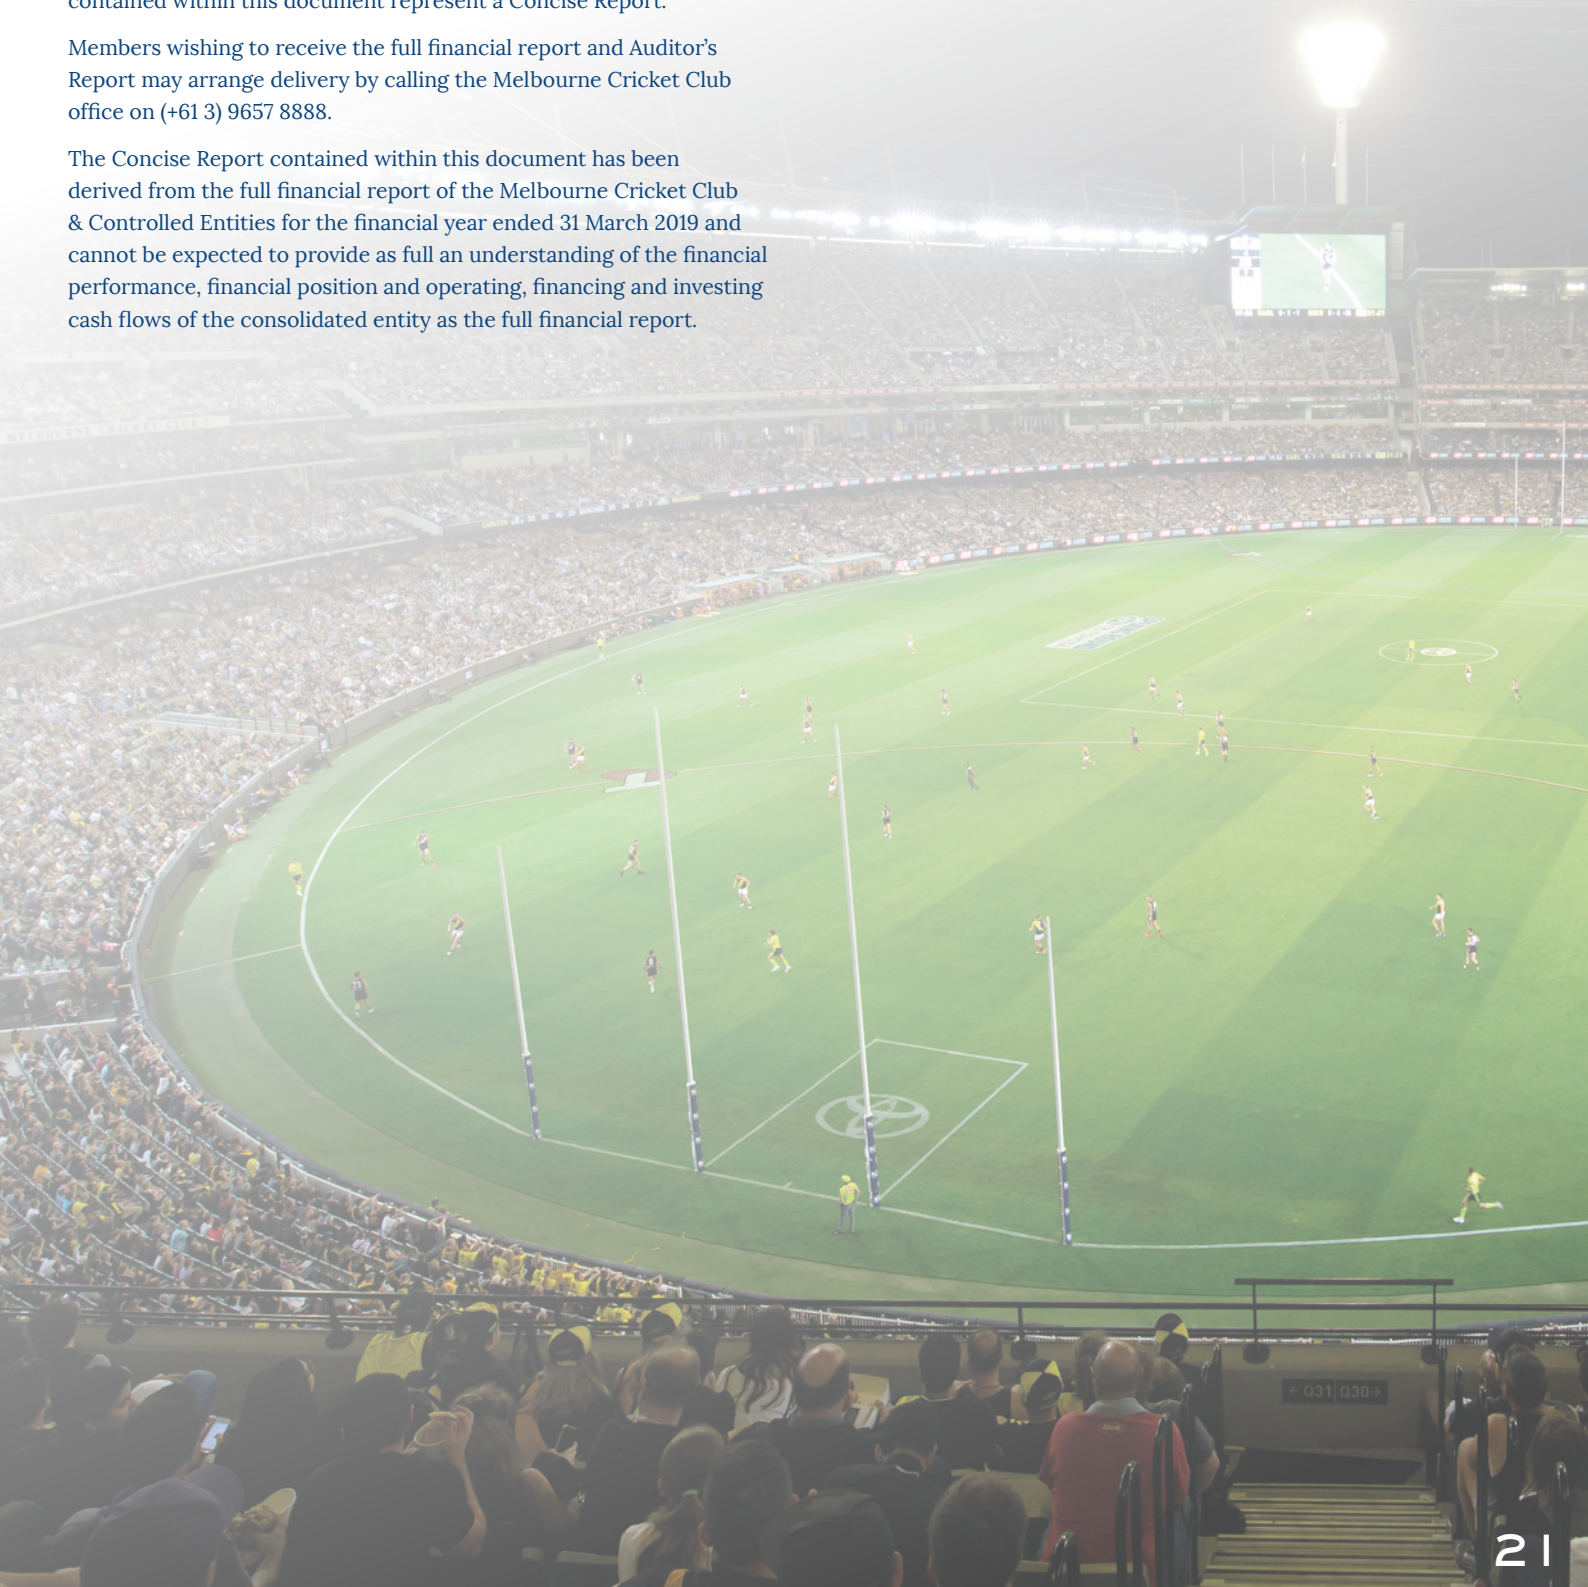 contained within this document represent a Concise Report.
Members wishing to receive the full financial report and Auditor’s
Report may arrange delivery by calling the Melbourne Cricket Club
office on (+61 3) 9657 8888.
The Concise Report contained within this document has been
derived from the full financial report of the Melbourne Cricket Club
& Controlled Entities for the financial year ended 31 March 2019 and
cannot be expected to provide as full an understanding of the financial
performance, financial position and operating, financing and investing
cash flows of the consolidated entity as the full financial report.
MELBOURNE CRICKET CLUB
CARLTON
← Q31 Q30 →
21